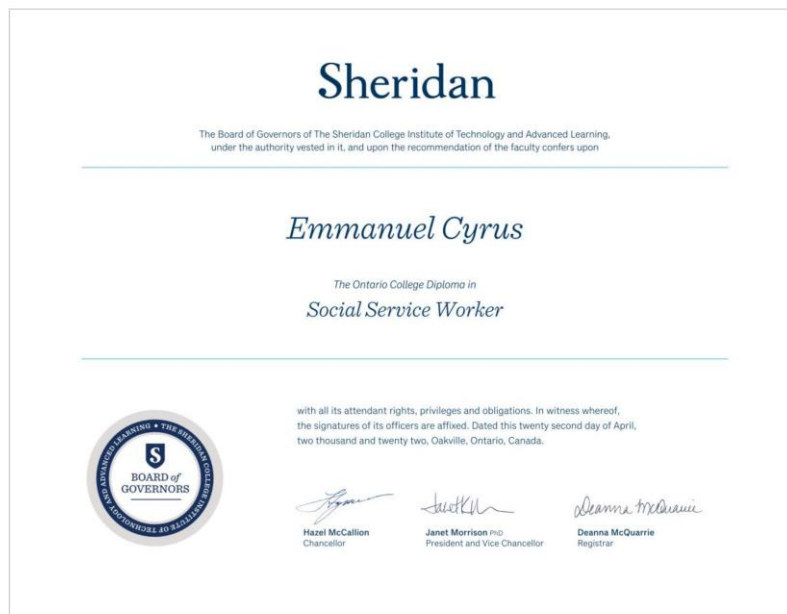 Sheridan
The Board of Governors of The Sheridan College Institute of Technology and Advanced Learning,
under the authority vested in it, and upon the recommendation of the faculty confers upon
Emmanuel Cyrus
The Ontario College Diploma in
Social Service Worker
with all its attendant rights, privileges and obligations. In witness whereof,
the signatures of its officers are affixed. Dated this twenty second day of April,
two thousand and twenty two, Oakville, Ontario, Canada.
THE SHERIDAN COLLEGE INSTITUTE OF TECHNOLOGY AND ADVANCED LEARNING •
S
BOARD of
GOVERNORS
Deanna McQuarrie
Hazel McCallion
Chancellor
Janet Morrison PhD
President and Vice Chancellor
Deanna McQuarrie
Registrar